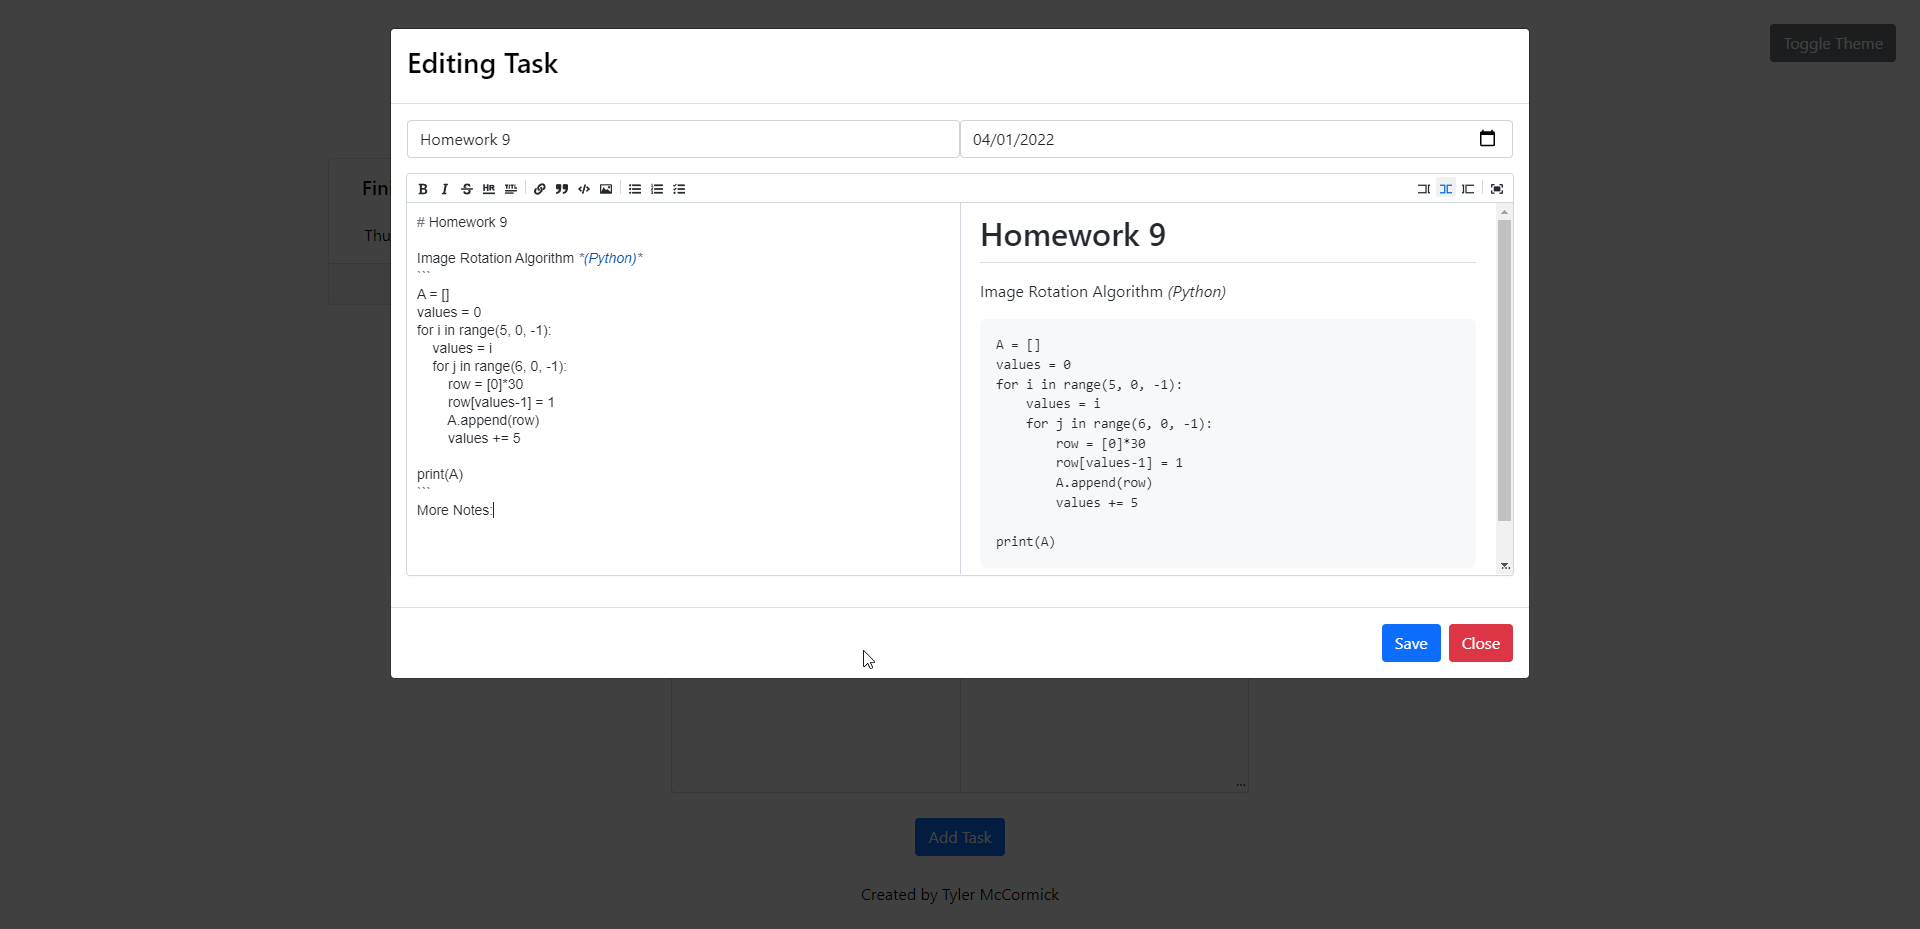 Toggle Theme
Editing Task
Homework 9
04/01/2022
# Homework 9
Image Rotation Algorithm *(Python)*
```
A = []
values = 0
for i in range(5, 0, -1):
    values = i
    for j in range(6, 0, -1):
        row = [0]*30
        row[values-1] = 1
        A.append(row)
        values += 5
print(A)
```
More Notes:
Homework 9
Image Rotation Algorithm (Python)
A = []
values = 0
for i in range(5, 0, -1):
    values = i
    for j in range(6, 0, -1):
        row = [0]*30
        row[values-1] = 1
        A.append(row)
        values += 5
print(A)
Fini
Thu
Save
Close
Add Task
Created by Tyler McCormick